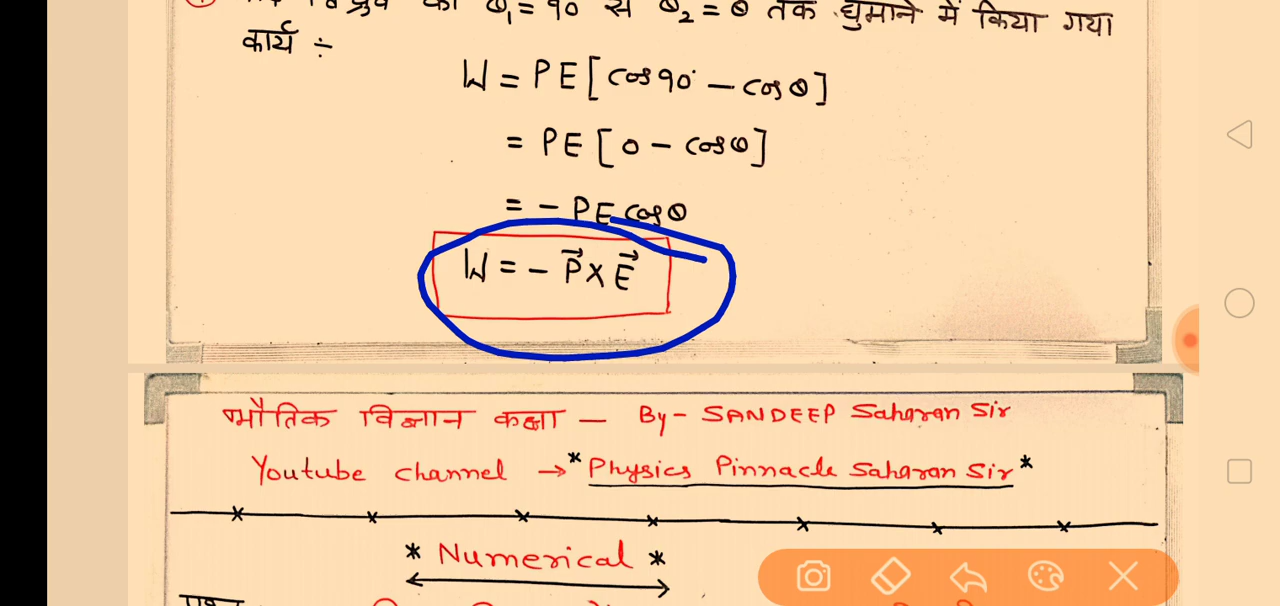 θ₁ = 90 से θ₂ = θ तक घुमाने में किया गया
कार्य ÷
W = PE [cos 90° – cos θ]
= PE [0 – cos θ]
= – PE cos θ
W = – P⃗ × E⃗
भौतिक विज्ञान कक्षा – By- SANDEEP Saharan Sir
Youtube channel → * Physics Pinnacle Saharan Sir *
* Numerical *